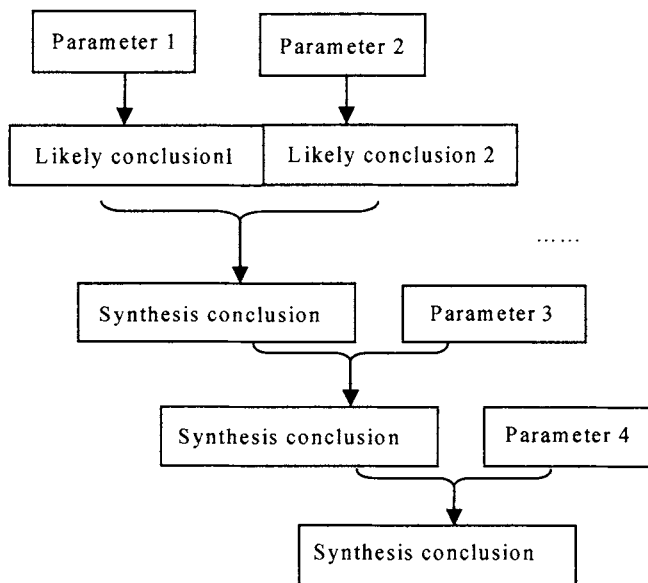 Parameter 1
Parameter 2
Likely conclusion1
Likely conclusion 2
......
Synthesis conclusion
Parameter 3
Synthesis conclusion
Parameter 4
Synthesis conclusion